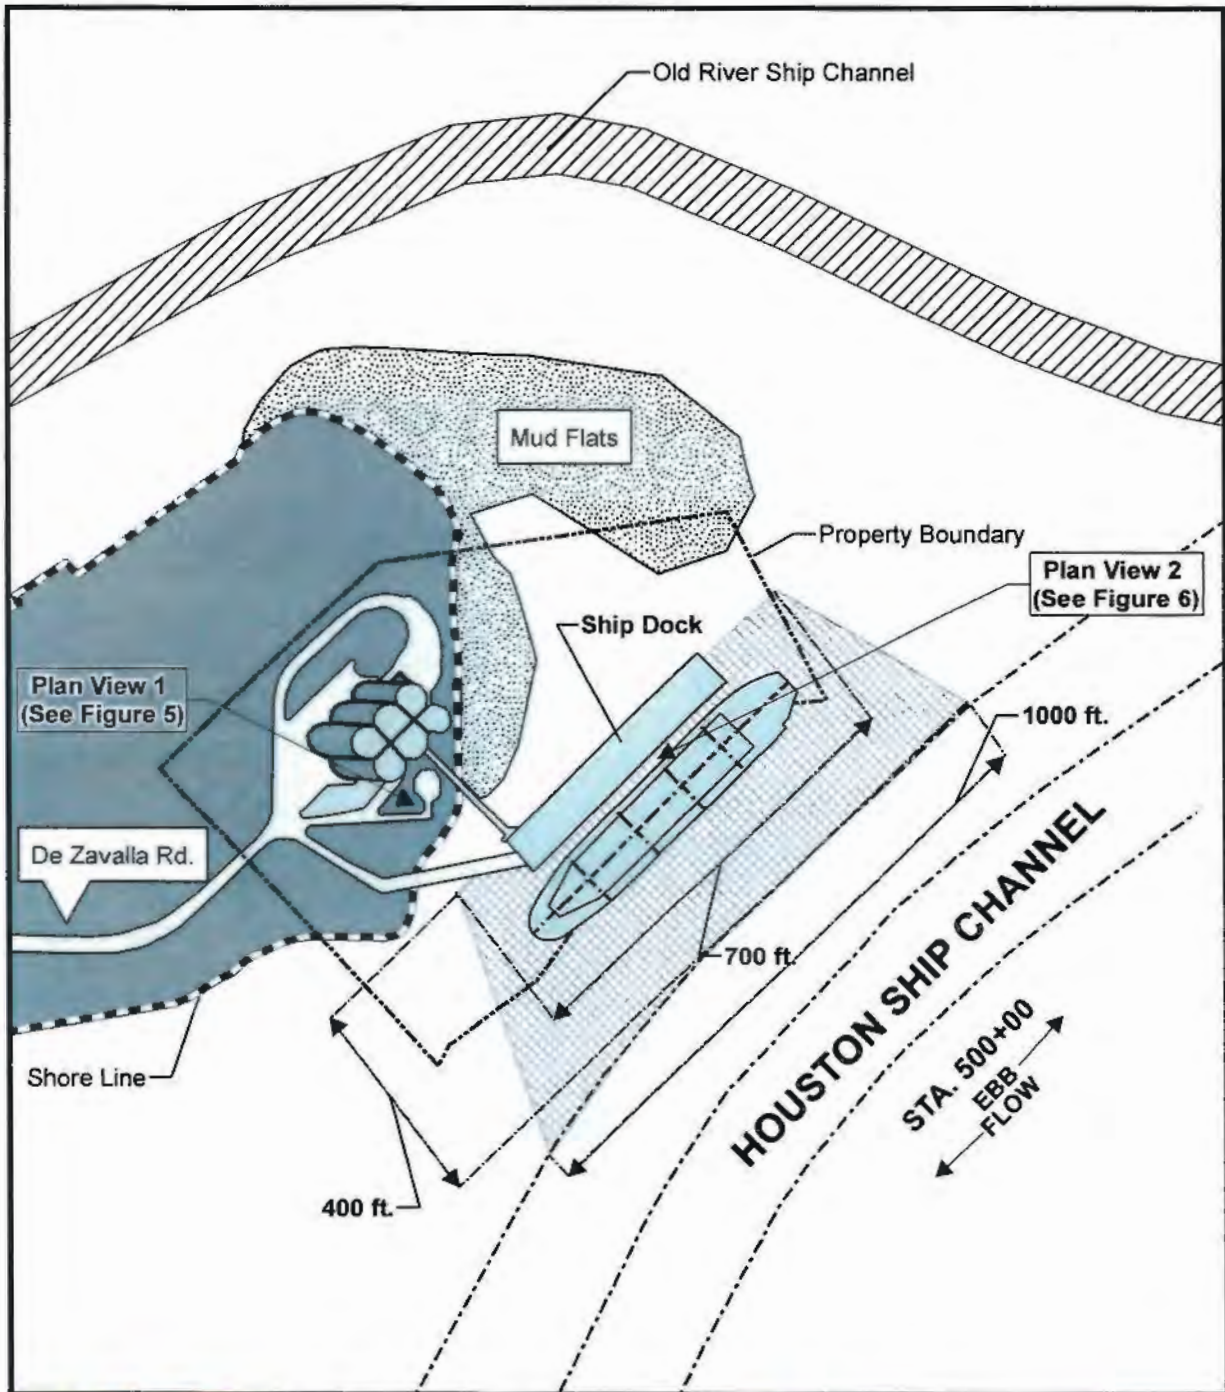 Old River Ship Channel
Mud Flats
Property Boundary
Plan View 2
(See Figure 6)
Ship Dock
Plan View 1
(See Figure 5)
1000 ft.
De Zavalla Rd.
700 ft.
HOUSTON SHIP CHANNEL
STA. 500+00
EBB
FLOW
Shore Line
400 ft.